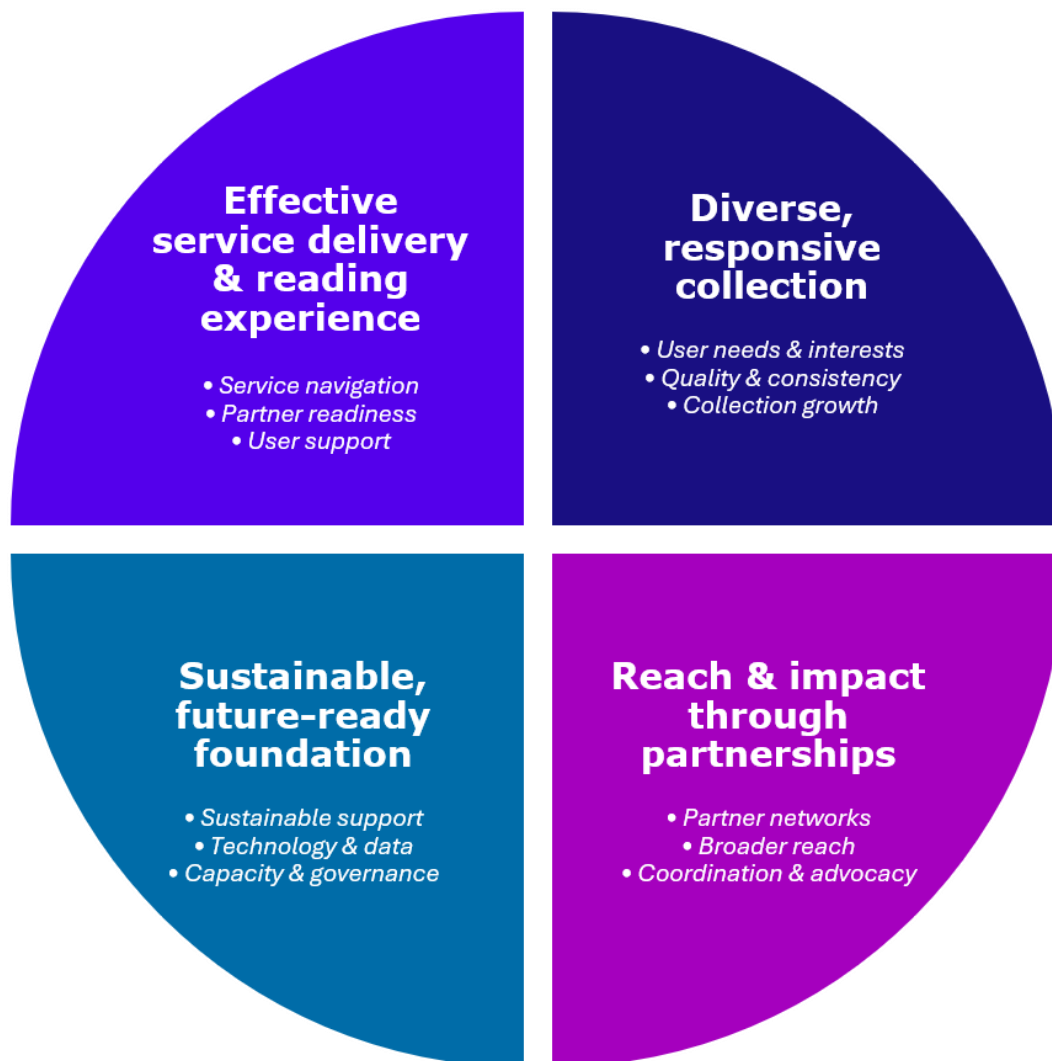 Effective
service delivery
& reading
experience
• Service navigation
• Partner readiness
• User support
Diverse,
responsive
collection
• User needs & interests
• Quality & consistency
• Collection growth
Sustainable,
future-ready
foundation
• Sustainable support
• Technology & data
• Capacity & governance
Reach & impact
through
partnerships
• Partner networks
• Broader reach
• Coordination & advocacy